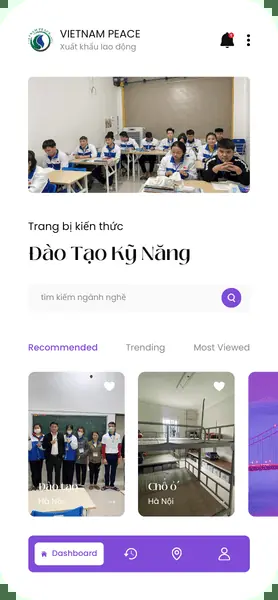 VIETNAM PEACE
Xuất khẩu lao động
Trang bị kiến thức
Đào Tạo Kỹ Năng
tìm kiếm ngành nghề
Recommended
Trending
Most Viewed
Đào tạo
Hà Nội
Chỗ ở
Hà Nội
Dashboard